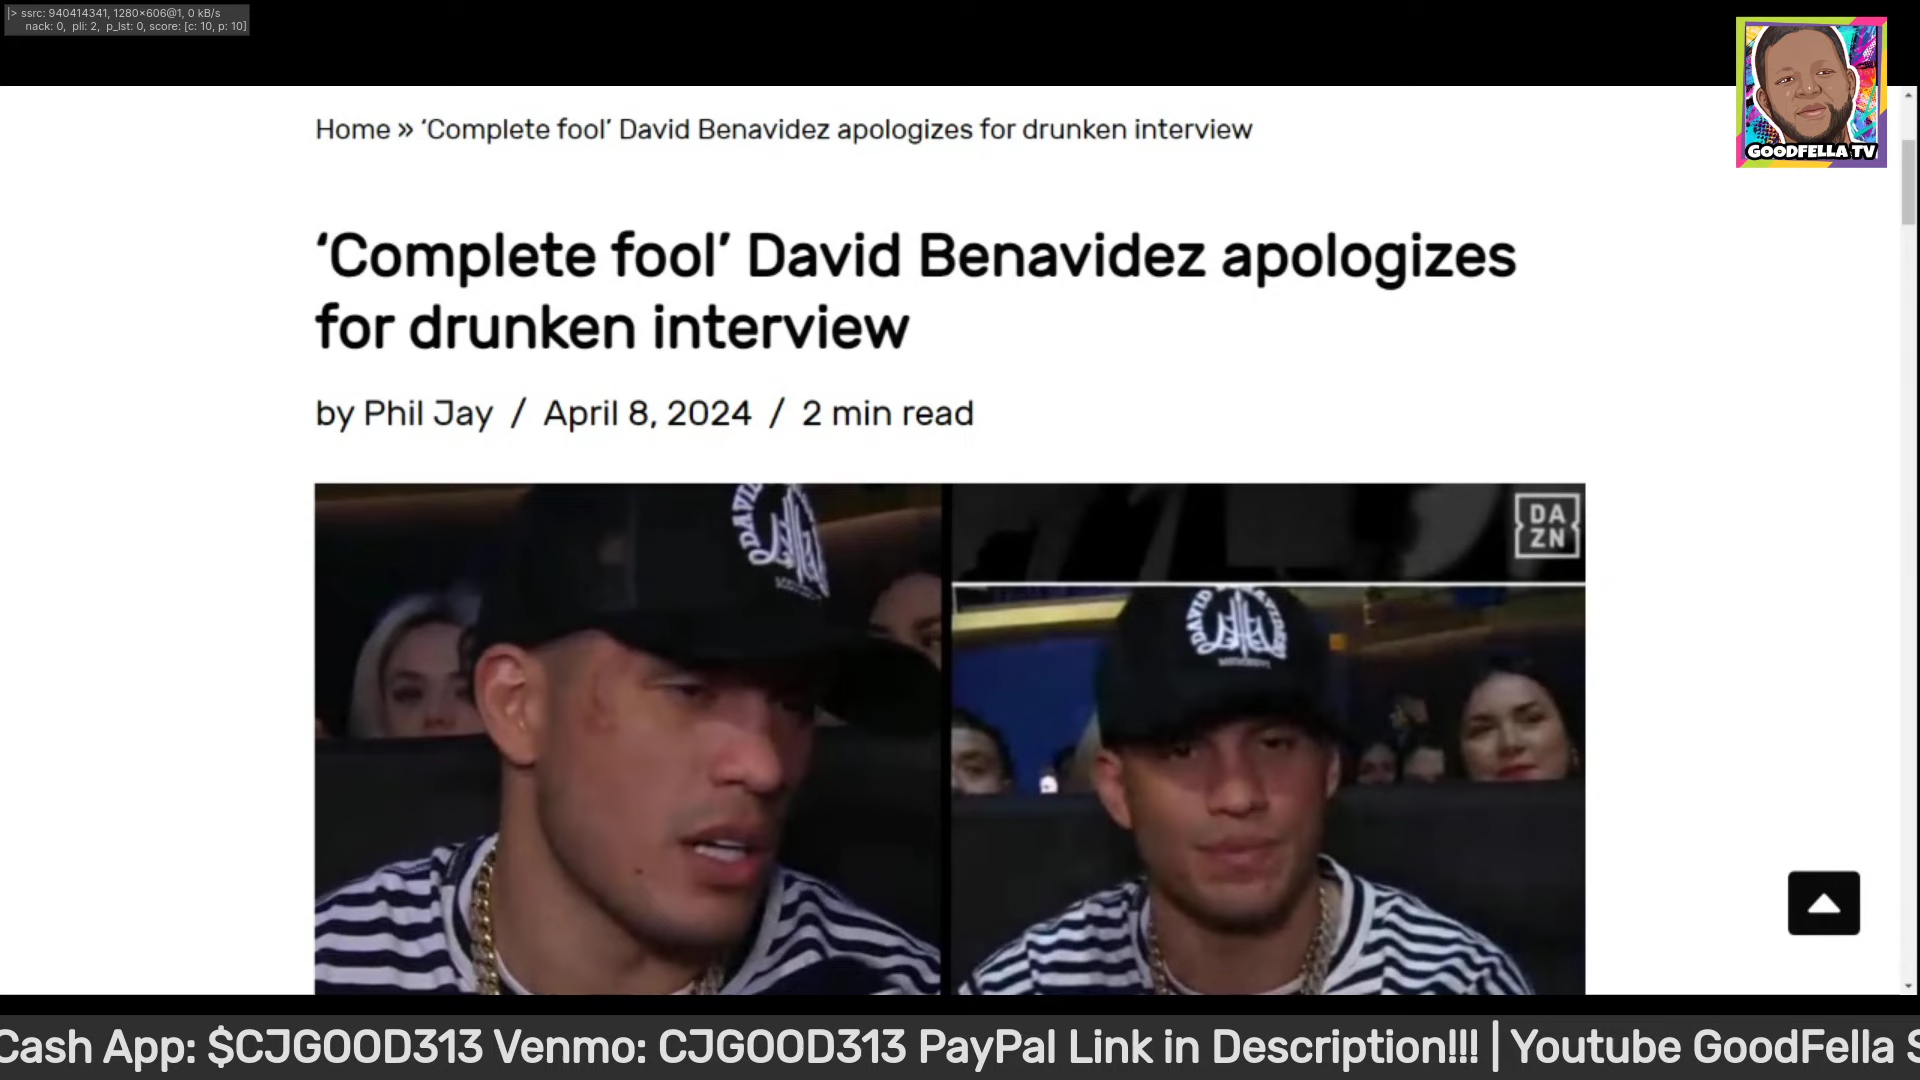 |> ssrc: 940414341, 1280×606@1, 0 kB/s
nack: 0, pli: 2, p_lst: 0, score: [c: 10, p: 10]
GOODFELLA TV
Home » ‘Complete fool’ David Benavidez apologizes for drunken interview
‘Complete fool’ David Benavidez apologizes
for drunken interview
by Phil Jay / April 8, 2024 / 2 min read
DAVID
DA
ZN
DAVID BENAVIDEZ
Cash App: $CJGOOD313 Venmo: CJGOOD313 PayPal Link in Description!!! | Youtube GoodFella S